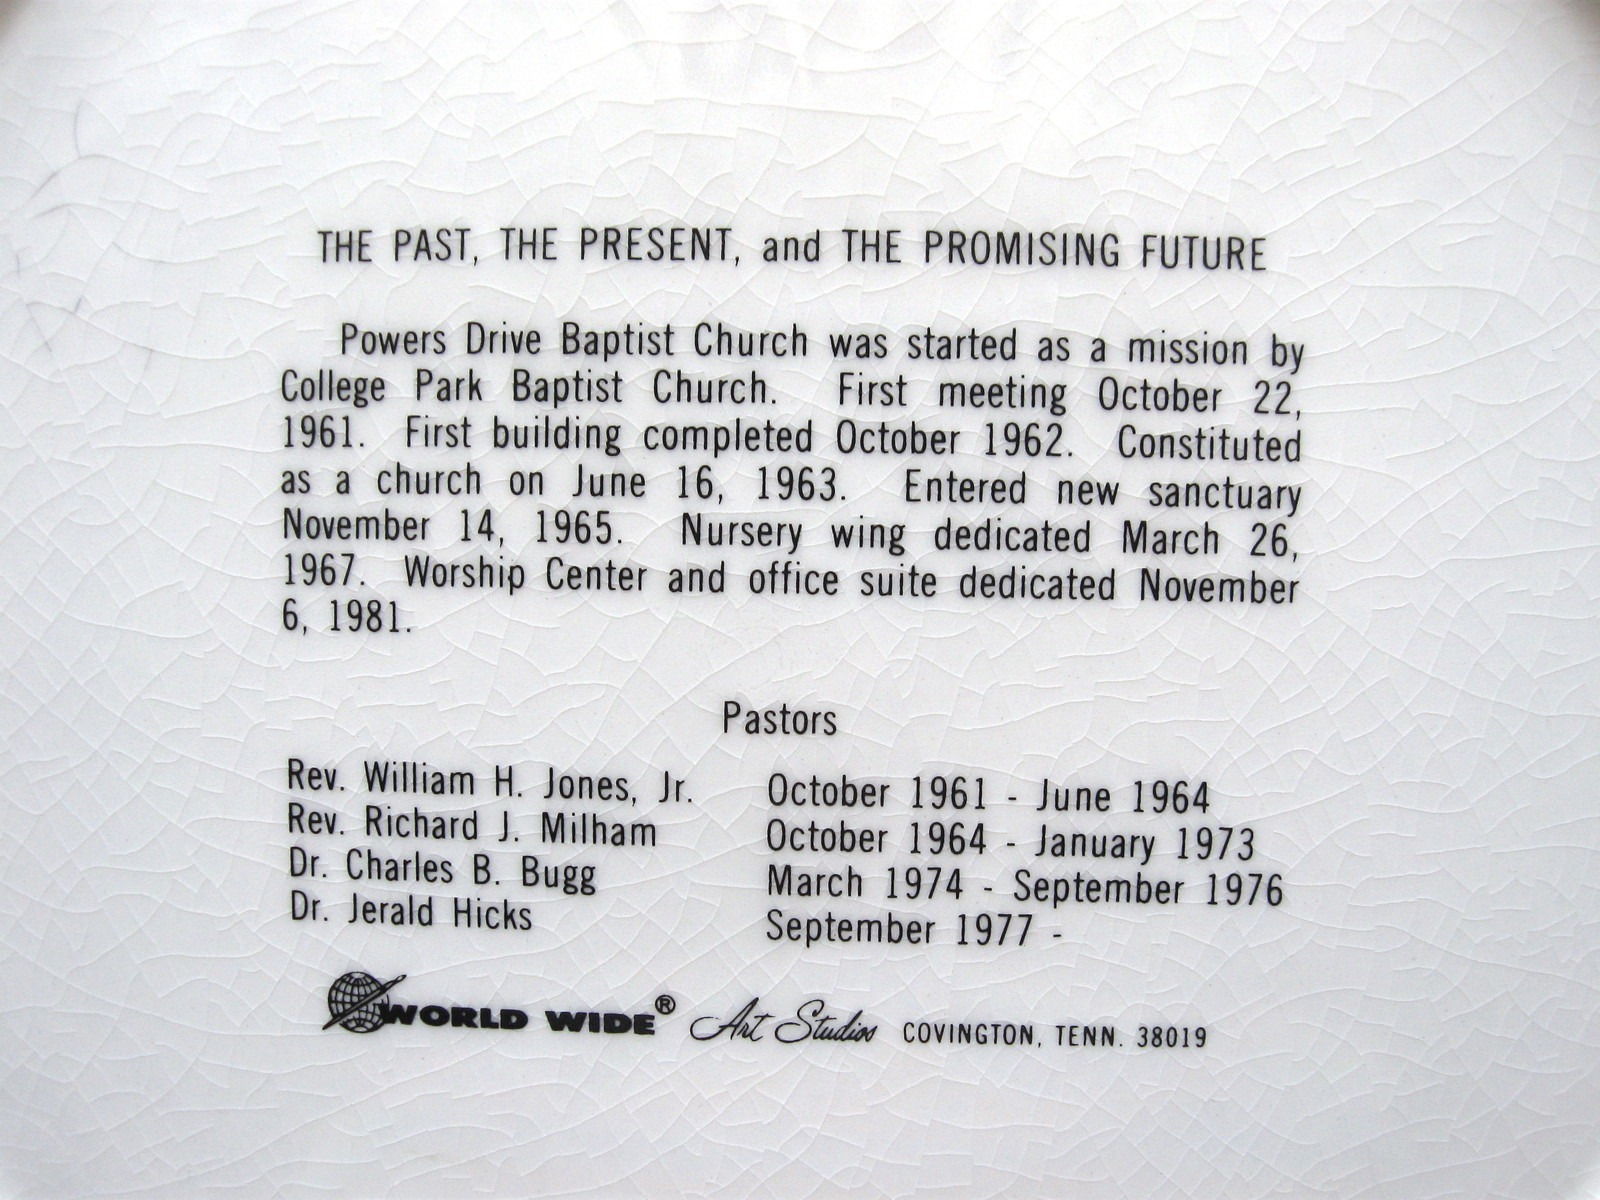 THE PAST, THE PRESENT, and THE PROMISING FUTURE
Powers Drive Baptist Church was started as a mission by
College Park Baptist Church. First meeting October 22,
1961. First building completed October 1962. Constituted
as a church on June 16, 1963. Entered new sanctuary
November 14, 1965. Nursery wing dedicated March 26,
1967. Worship Center and office suite dedicated November
6, 1981.
Pastors
Rev. William H. Jones, Jr. October 1961 - June 1964
Rev. Richard J. Milham October 1964 - January 1973
Dr. Charles B. Bugg March 1974 - September 1976
Dr. Jerald Hicks September 1977 -
WORLD WIDE® Art Studios COVINGTON, TENN. 38019